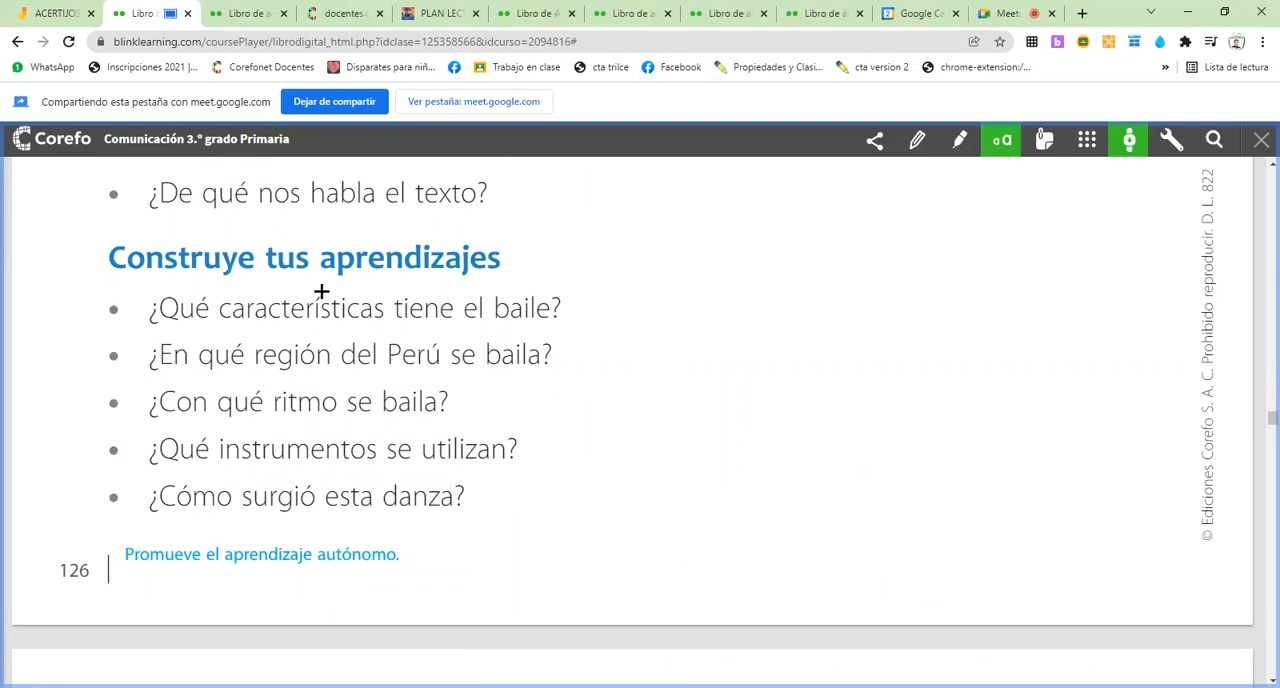 ACERTIJOS
Libro d
Libro de a
docentes
PLAN LEC
Libro de A
Libro de a
Libro de a
Libro de a
Google Ca
Meet
blinklearning.com/coursePlayer/librodigital_html.php?idclase=125358566&idcurso=2094816#
WhatsApp
Inscripciones 2021 |...
Corefonet Docentes
Disparates para niñ...
Trabajo en clase
cta trilce
Facebook
Propiedades y Clasi...
cta version 2
chrome-extension:/...
»
Lista de lectura
Compartiendo esta pestaña con meet.google.com
Dejar de compartir
Ver pestaña: meet.google.com
Corefo
Comunicación 3.º grado Primaria
aA
• ¿De qué nos habla el texto?
Construye tus aprendizajes
• ¿Qué características tiene el baile?
• ¿En qué región del Perú se baila?
• ¿Con qué ritmo se baila?
• ¿Qué instrumentos se utilizan?
• ¿Cómo surgió esta danza?
Promueve el aprendizaje autónomo.
126
© Ediciones Corefo S. A. C. Prohibido reproducir. D. L. 822